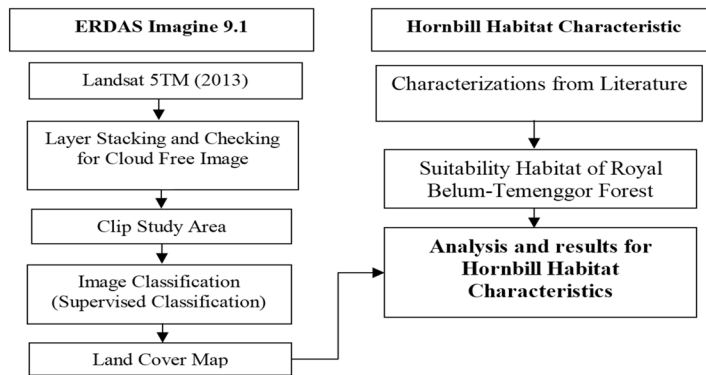 ERDAS Imagine 9.1
Landsat 5TM (2013)
Layer Stacking and Checking
for Cloud Free Image
Clip Study Area
Image Classification
(Supervised Classification)
Land Cover Map
Hornbill Habitat Characteristic
Characterizations from Literature
Suitability Habitat of Royal
Belum-Temenggor Forest
Analysis and results for
Hornbill Habitat
Characteristics